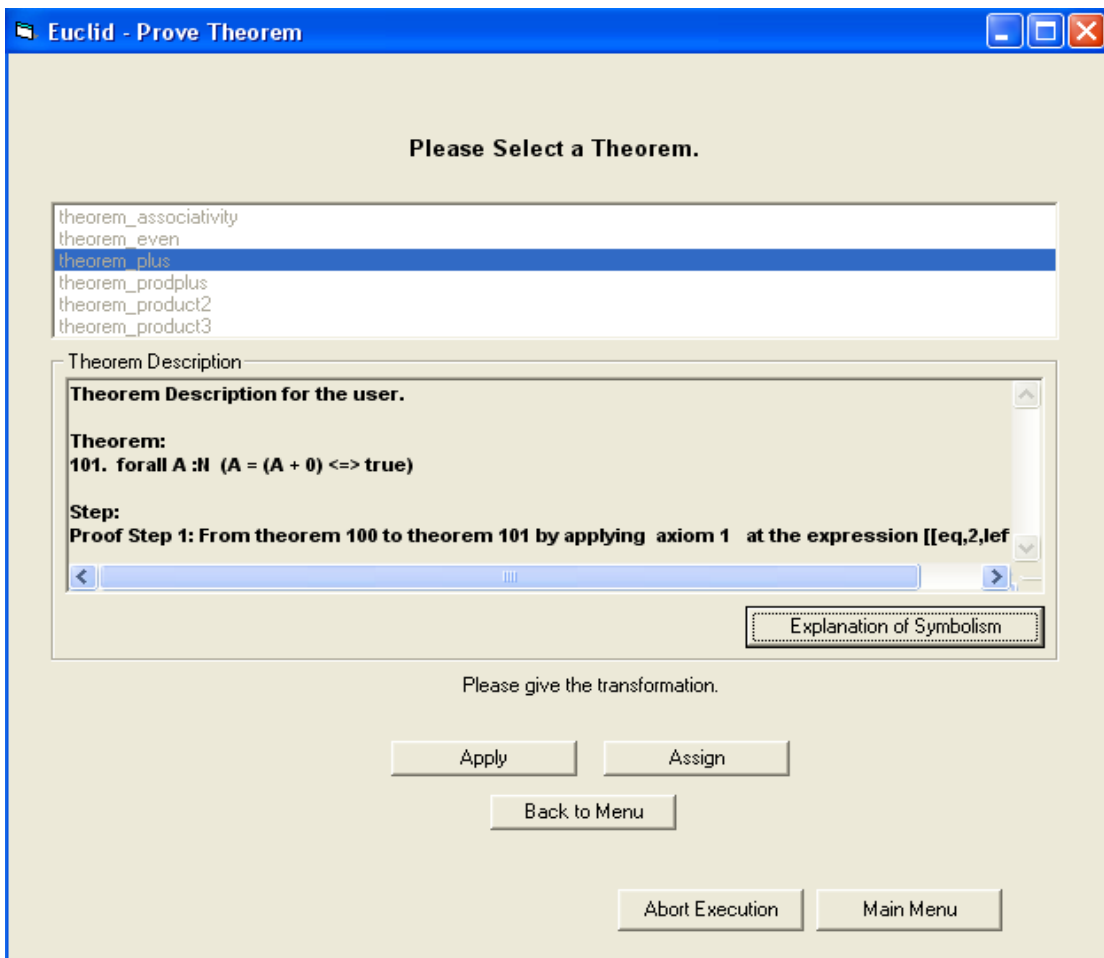 Euclid - Prove Theorem
Please Select a Theorem.
theorem_associativity
theorem_even
theorem_plus
theorem_prodplus
theorem_product2
theorem_product3
Theorem Description
Theorem Description for the user.
Theorem:
101.  forall A :N  (A = (A + 0) <=> true)
Step:
Proof Step 1: From theorem 100 to theorem 101 by applying  axiom 1   at the expression [[eq,2,lef
Explanation of Symbolism
Please give the transformation.
Apply
Assign
Back to Menu
Abort Execution
Main Menu